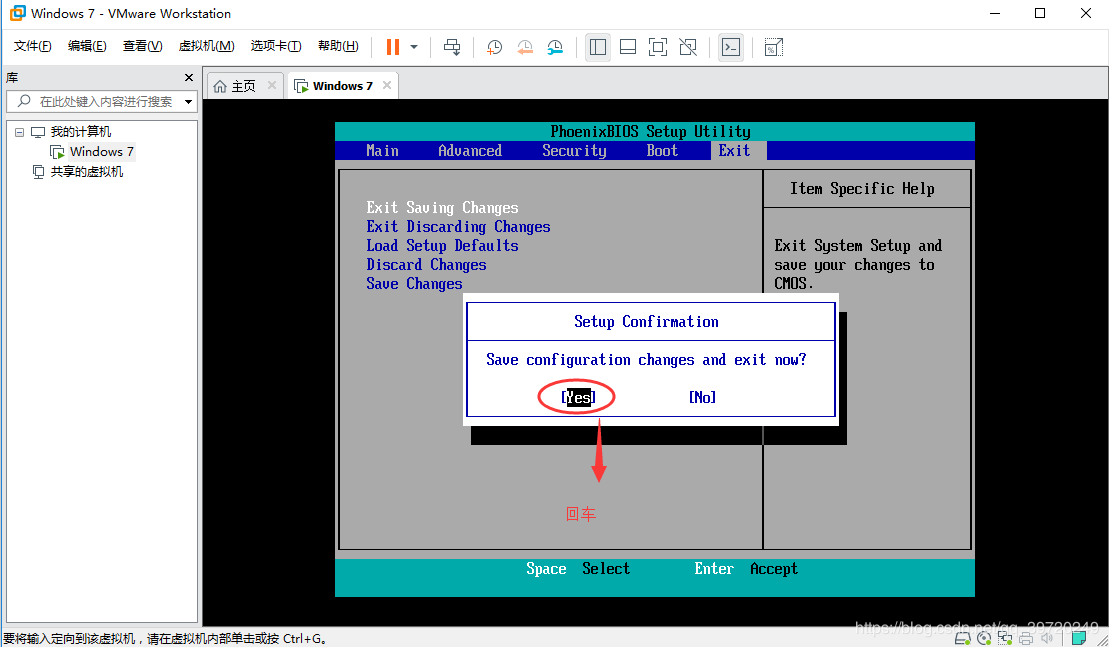 Windows 7 - VMware Workstation
文件(F) 编辑(E) 查看(V) 虚拟机(M) 选项卡(T) 帮助(H)
库
在此处键入内容进行搜索
我的计算机
Windows 7
共享的虚拟机
主页 Windows 7
PhoenixBIOS Setup Utility
Main Advanced Security Boot Exit
Exit Saving Changes
Exit Discarding Changes
Load Setup Defaults
Discard Changes
Save Changes
Item Specific Help
Exit System Setup and
save your changes to
CMOS.
Setup Confirmation
Save configuration changes and exit now?
[Yes] [No]
回车
Space Select Enter Accept
要将输入定向到该虚拟机，请在虚拟机内部单击或按 Ctrl+G。
https://blog.csdn.net/qq_39720249